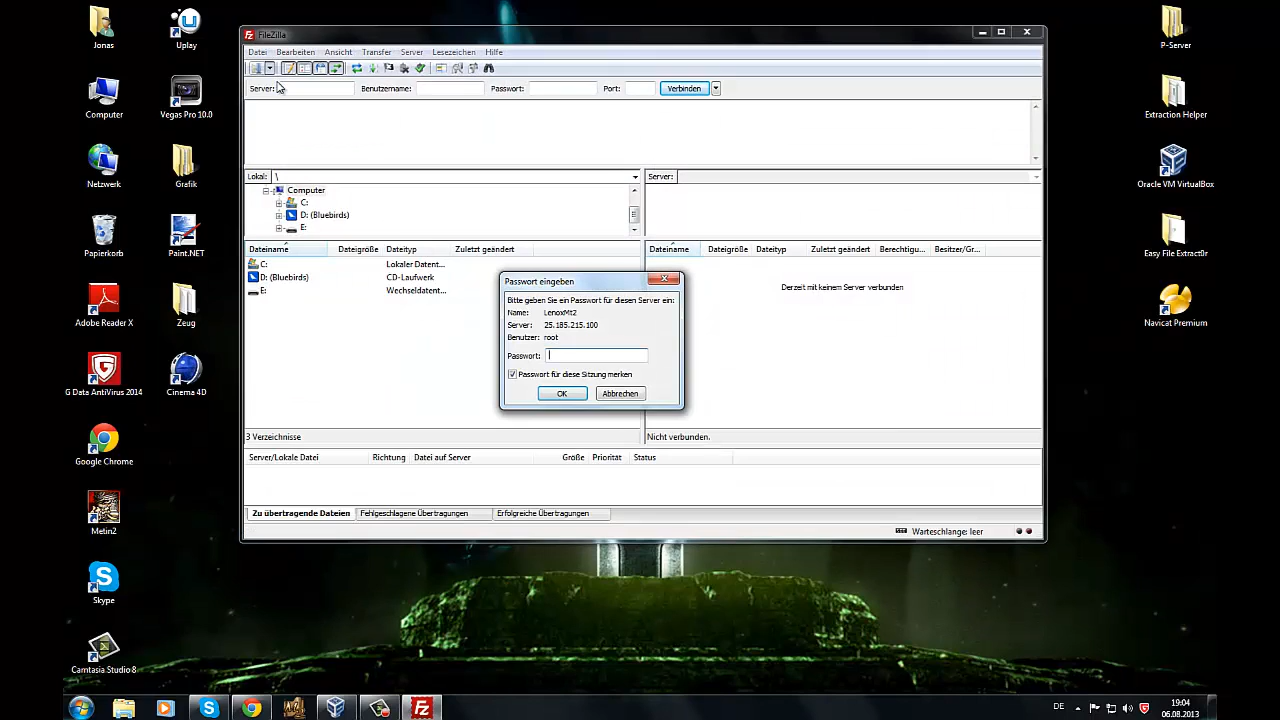 Jonas
Uplay
Computer
Vegas Pro 10.0
Netzwerk
Grafik
Papierkorb
Paint.NET
Adobe Reader X
Zeug
G Data AntiVirus 2014
Cinema 4D
Google Chrome
Metin2
Skype
Camtasia Studio 8
FileZilla
Datei Bearbeiten Ansicht Transfer Server Lesezeichen Hilfe
Server: Benutzername: Passwort: Port: Verbinden
Lokal: \
Server:
Computer
C:
D: (Bluebirds)
E:
Dateiname Dateigröße Dateityp Zuletzt geändert
C: Lokaler Datent...
D: (Bluebirds) CD-Laufwerk
E: Wechseldatent...
3 Verzeichnisse
Dateiname Dateigröße Dateityp Zuletzt geändert Berechtigu... Besitzer/Gr...
Derzeit mit keinem Server verbunden
Nicht verbunden.
Passwort eingeben
Bitte geben Sie ein Passwort für diesen Server ein:
Name: LenoxMt2
Server: 25.185.215.100
Benutzer: root
Passwort:
Passwort für diese Sitzung merken
OK Abbrechen
Server/Lokale Datei Richtung Datei auf Server Größe Priorität Status
Zu übertragende Dateien Fehlgeschlagene Übertragungen Erfolgreiche Übertragungen
Warteschlange: leer
P-Server
Extraction Helper
Oracle VM VirtualBox
Easy File Extract0r
Navicat Premium
DE
19:04
06.08.2013